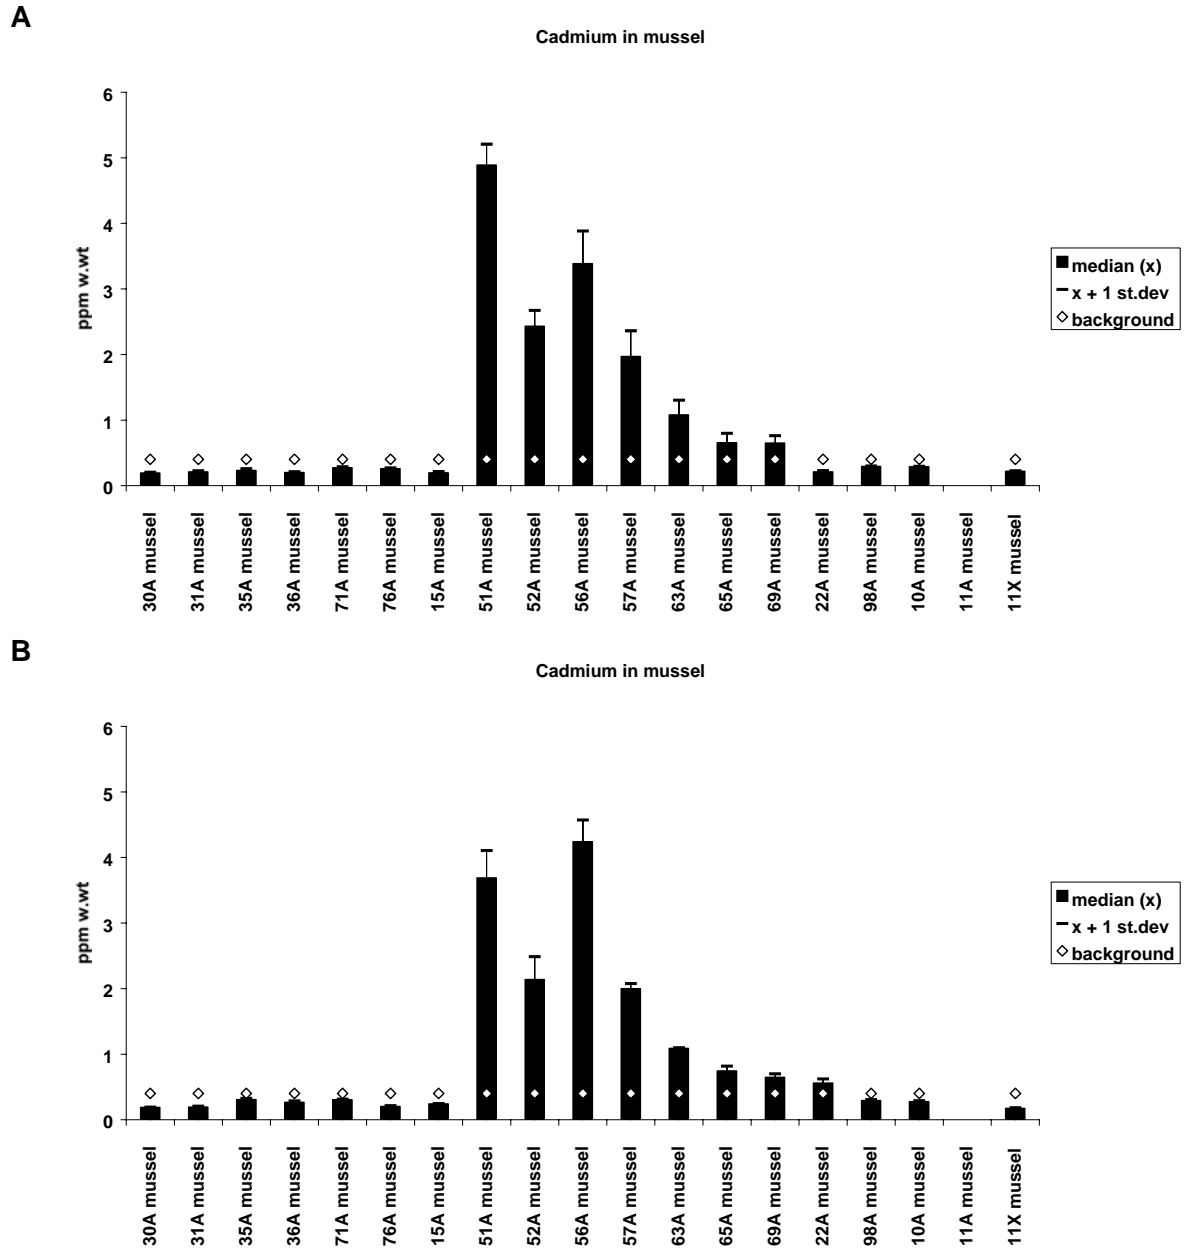 A
Cadmium in mussel
6
5
4
3
2
1
0
ppm w.wt
30A mussel
31A mussel
35A mussel
36A mussel
71A mussel
76A mussel
15A mussel
51A mussel
52A mussel
56A mussel
57A mussel
63A mussel
65A mussel
69A mussel
22A mussel
98A mussel
10A mussel
11A mussel
11X mussel
median (x)
x + 1 st.dev
background
B
Cadmium in mussel
6
5
4
3
2
1
0
ppm w.wt
30A mussel
31A mussel
35A mussel
36A mussel
71A mussel
76A mussel
15A mussel
51A mussel
52A mussel
56A mussel
57A mussel
63A mussel
65A mussel
69A mussel
22A mussel
98A mussel
10A mussel
11A mussel
11X mussel
median (x)
x + 1 st.dev
background